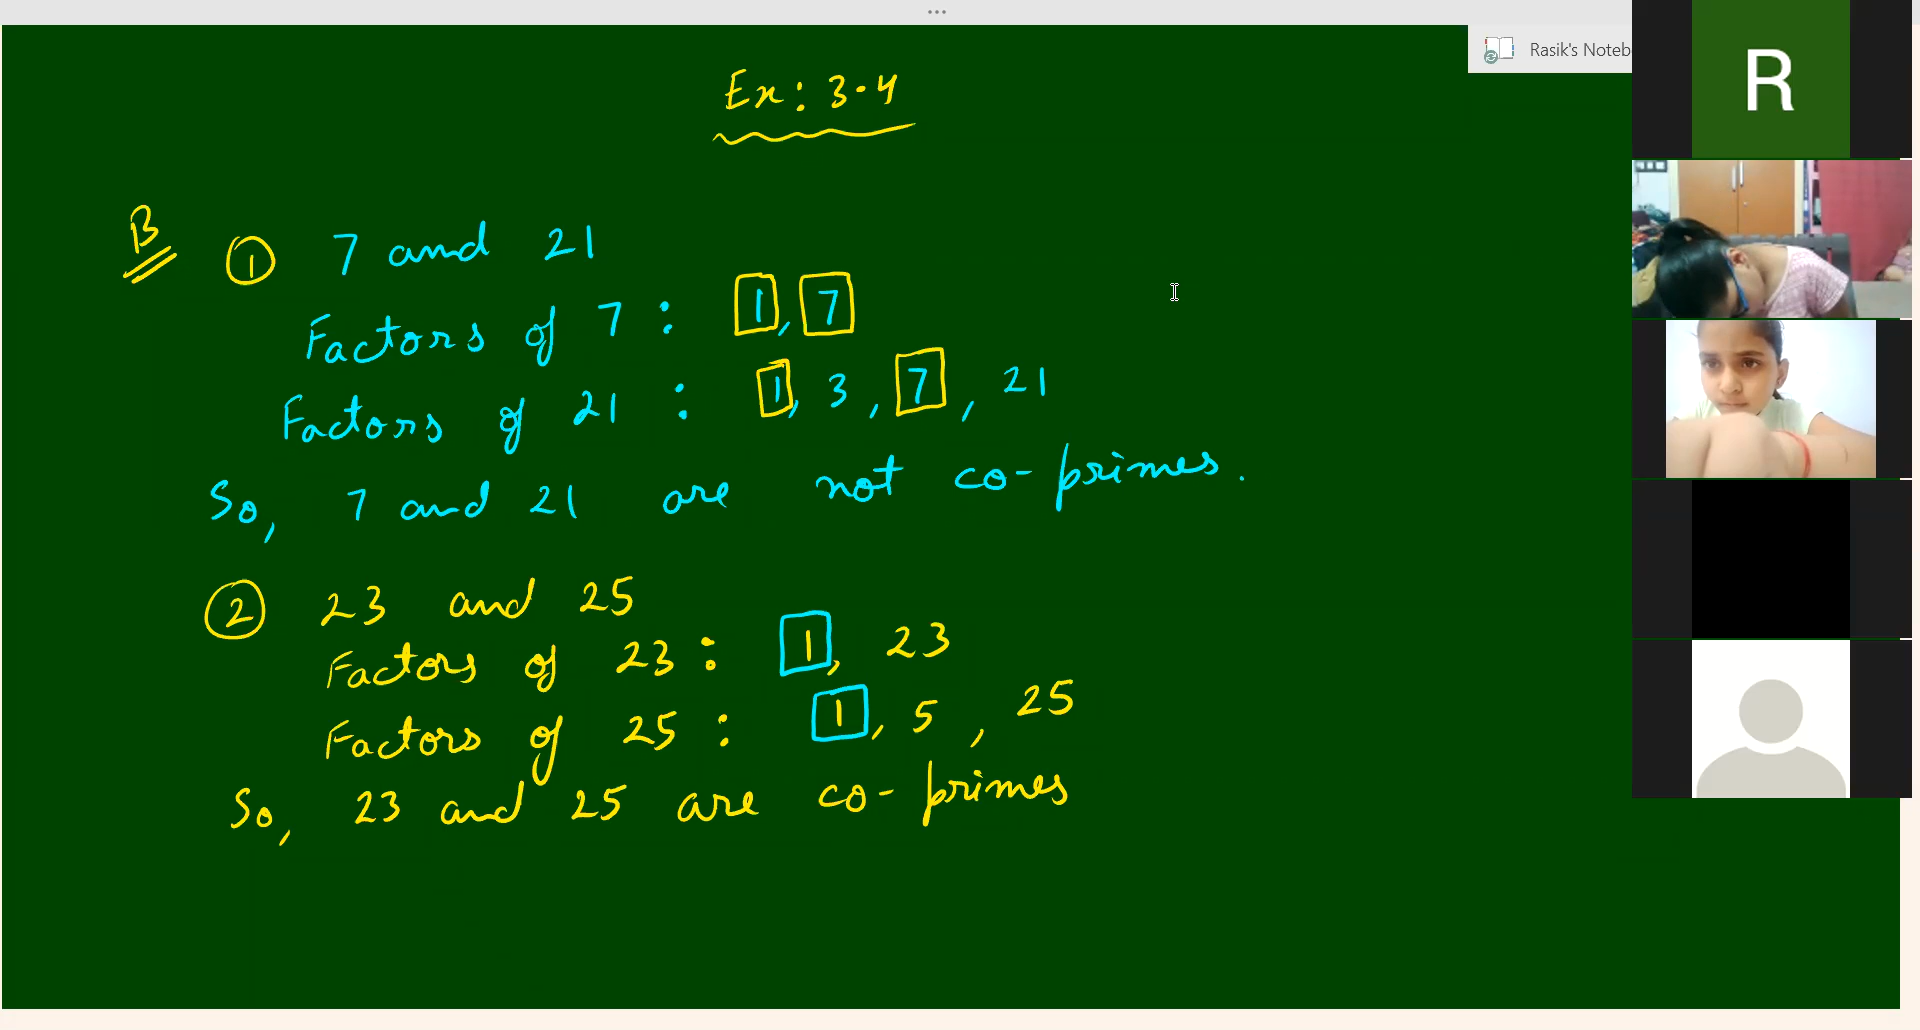 Rasik's Noteb
R
Ex: 3.4
B
1 7 and 21
Factors of 7 : 1, 7
Factors of 21 : 1, 3, 7, 21
So, 7 and 21 are not co-primes.
2 23 and 25
Factors of 23 : 1, 23
Factors of 25 : 1, 5, 25
So, 23 and 25 are co-primes